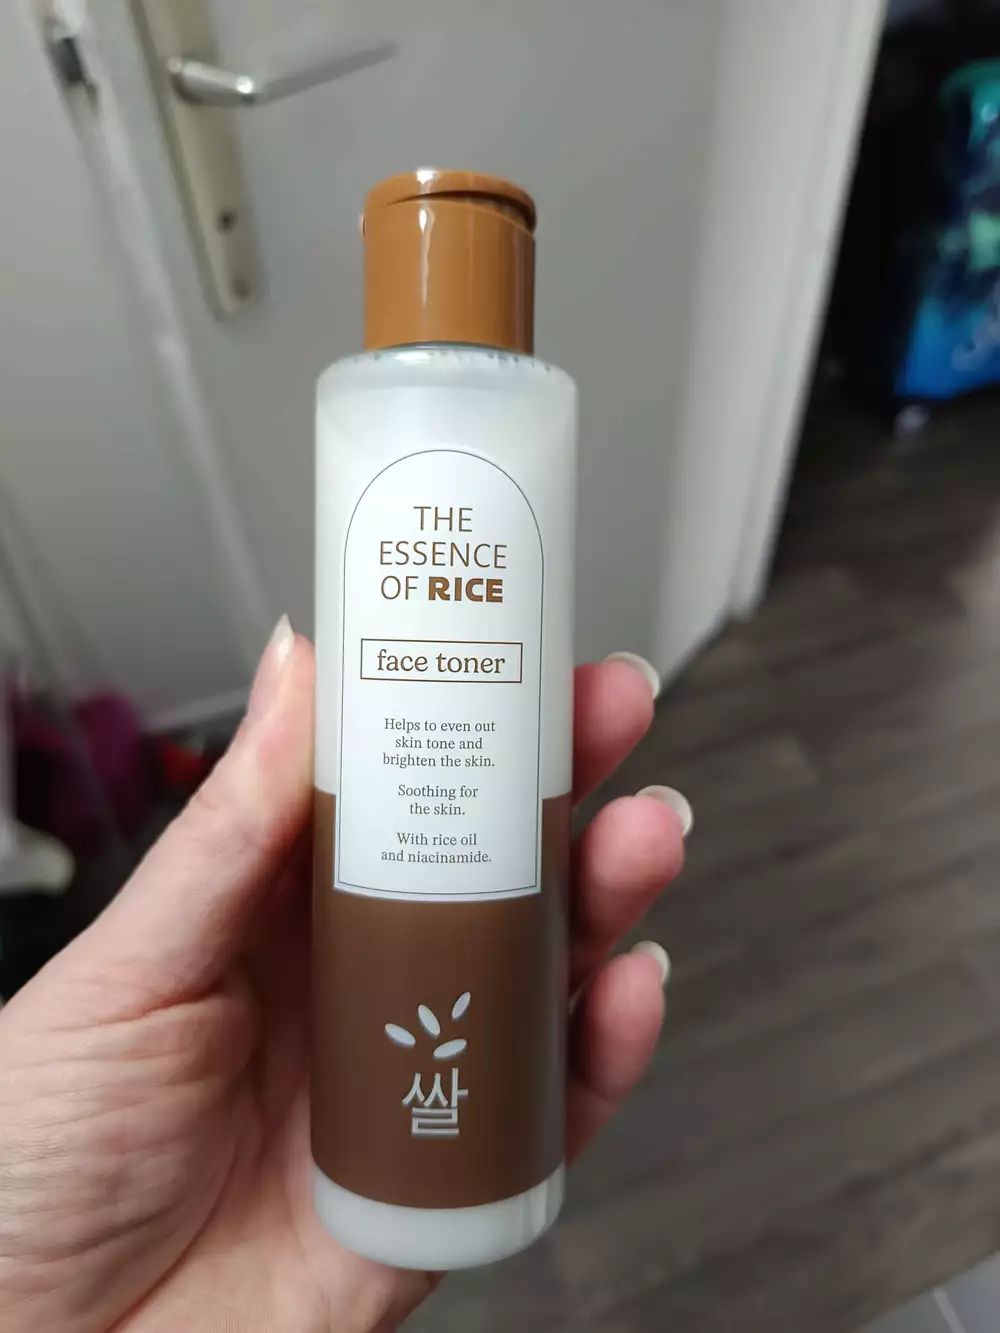 THE
ESSENCE
OF RICE
face toner
Helps to even out
skin tone and
brighten the skin.
Soothing for
the skin.
With rice oil
and niacinamide.
쌀